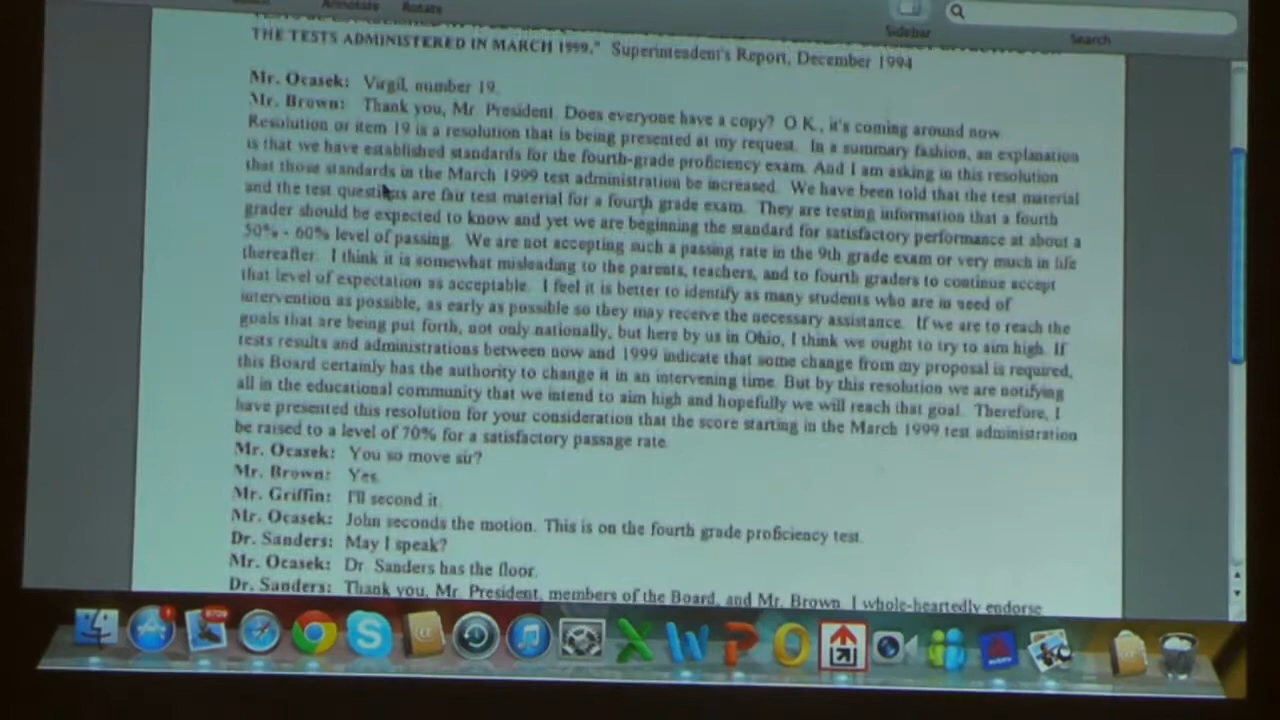 Annotate Rotate Sidebar Search
THE TESTS ADMINISTERED IN MARCH 1999." Superintendent's Report, December 1994
Mr. Ocasek: Virgil, number 19.
Mr. Brown: Thank you, Mr. President. Does everyone have a copy? O.K., it's coming around now.
Resolution or item 19 is a resolution that is being presented at my request. In a summary fashion, an explanation
is that we have established standards for the fourth-grade proficiency exam. And I am asking in this resolution
that those standards in the March 1999 test administration be increased. We have been told that the test material
and the test questions are fair test material for a fourth grade exam. They are testing information that a fourth
grader should be expected to know and yet we are beginning the standard for satisfactory performance at about a
50% - 60% level of passing. We are not accepting such a passing rate in the 9th grade exam or very much in life
thereafter. I think it is somewhat misleading to the parents, teachers, and to fourth graders to continue accept
that level of expectation as acceptable. I feel it is better to identify as many students who are in need of
intervention as possible, as early as possible so they may receive the necessary assistance. If we are to reach the
goals that are being put forth, not only nationally, but here by us in Ohio, I think we ought to try to aim high. If
tests results and administrations between now and 1999 indicate that some change from my proposal is required,
this Board certainly has the authority to change it in an intervening time. But by this resolution we are notifying
all in the educational community that we intend to aim high and hopefully we will reach that goal. Therefore, I
have presented this resolution for your consideration that the score starting in the March 1999 test administration
be raised to a level of 70% for a satisfactory passage rate.
Mr. Ocasek: You so move sir?
Mr. Brown: Yes.
Mr. Griffin: I'll second it.
Mr. Ocasek: John seconds the motion. This is on the fourth grade proficiency test.
Dr. Sanders: May I speak?
Mr. Ocasek: Dr. Sanders has the floor.
Dr. Sanders: Thank you, Mr. President, members of the Board, and Mr. Brown. I whole-heartedly endorse